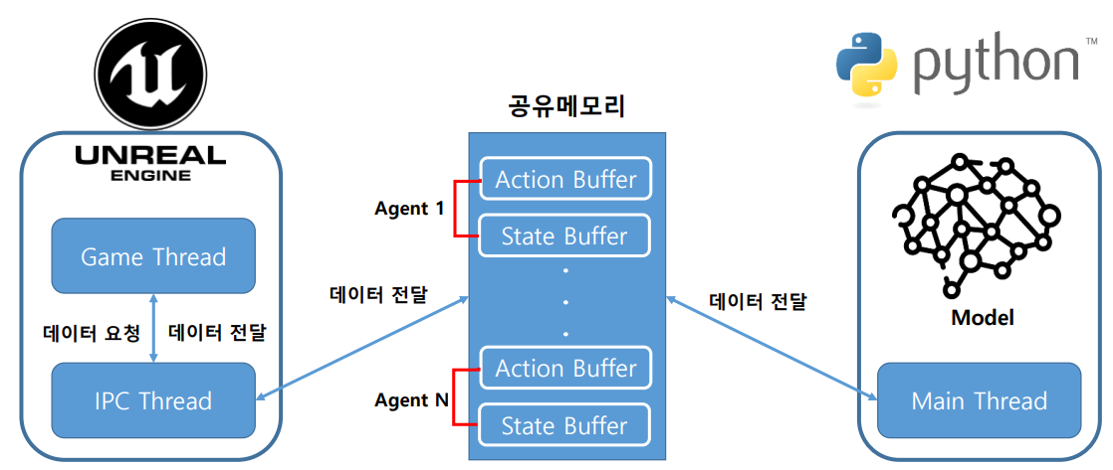 UNREAL
ENGINE
Game Thread
데이터 요청
데이터 전달
IPC Thread
데이터 전달
공유메모리
Agent 1
Action Buffer
State Buffer
.
.
.
Agent N
Action Buffer
State Buffer
데이터 전달
python™
Model
Main Thread